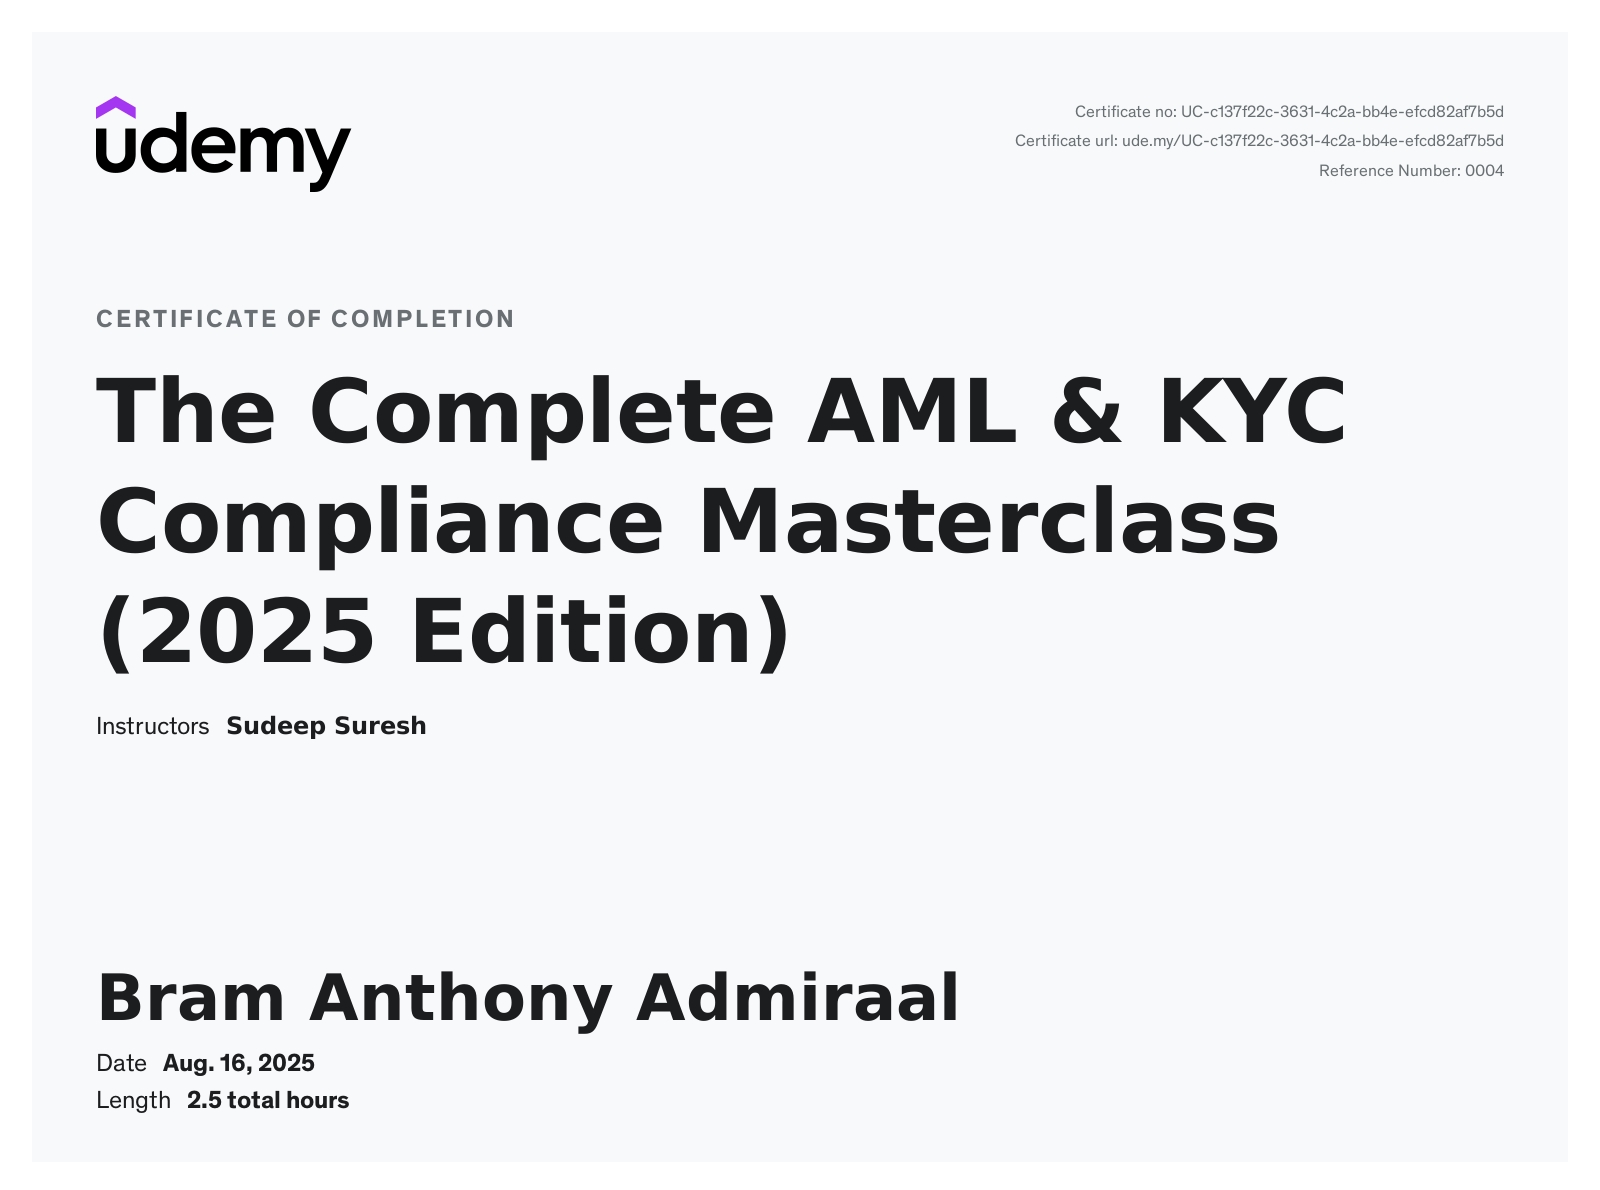 udemy
Certificate no: UC-c137f22c-3631-4c2a-bb4e-efcd82af7b5d
Certificate url: ude.my/UC-c137f22c-3631-4c2a-bb4e-efcd82af7b5d
Reference Number: 0004
CERTIFICATE OF COMPLETION
The Complete AML & KYC
Compliance Masterclass
(2025 Edition)
Instructors Sudeep Suresh
Bram Anthony Admiraal
Date Aug. 16, 2025
Length 2.5 total hours